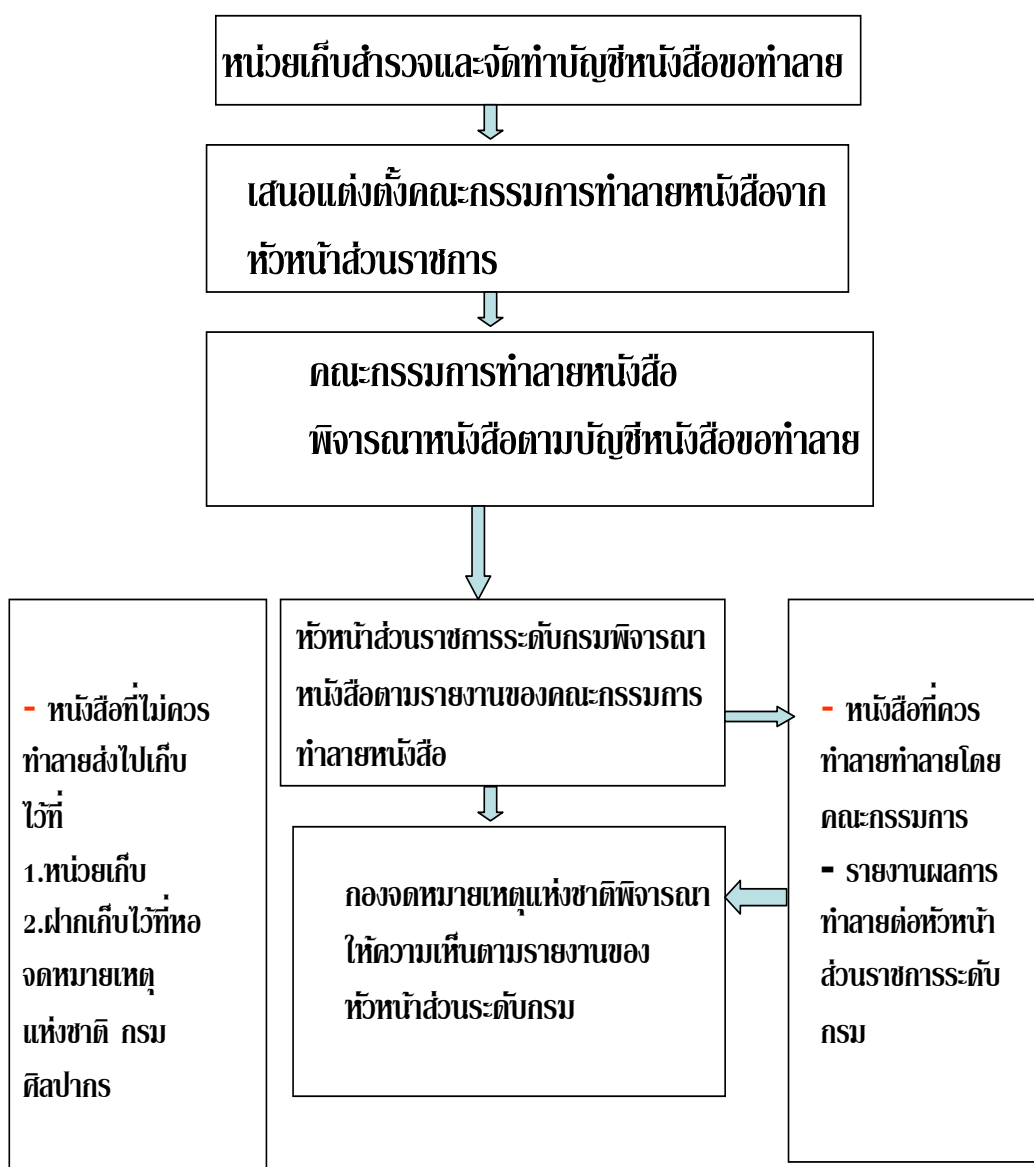 หน่วยเก็บสำรวจและจัดทำบัญชีหนังสือขอทำลาย
เสนอแต่งตั้งคณะกรรมการทำลายหนังสือจาก
หัวหน้าส่วนราชการ
คณะกรรมการทำลายหนังสือ
พิจารณาหนังสือตามบัญชีหนังสือขอทำลาย
- หนังสือที่ไม่ควร
ทำลายส่งไปเก็บ
ไว้ที่
1.หน่วยเก็บ
2.ฝากเก็บไว้ที่หอ
จดหมายเหตุ
แห่งชาติ กรม
ศิลปากร
หัวหน้าส่วนราชการระดับกรมพิจารณา
หนังสือตามรายงานของคณะกรรมการ
ทำลายหนังสือ
กองจดหมายเหตุแห่งชาติพิจารณา
ให้ความเห็นตามรายงานของ
หัวหน้าส่วนระดับกรม
- หนังสือที่ควร
ทำลายทำลายโดย
คณะกรรมการ
- รายงานผลการ
ทำลายต่อหัวหน้า
ส่วนราชการระดับ
กรม